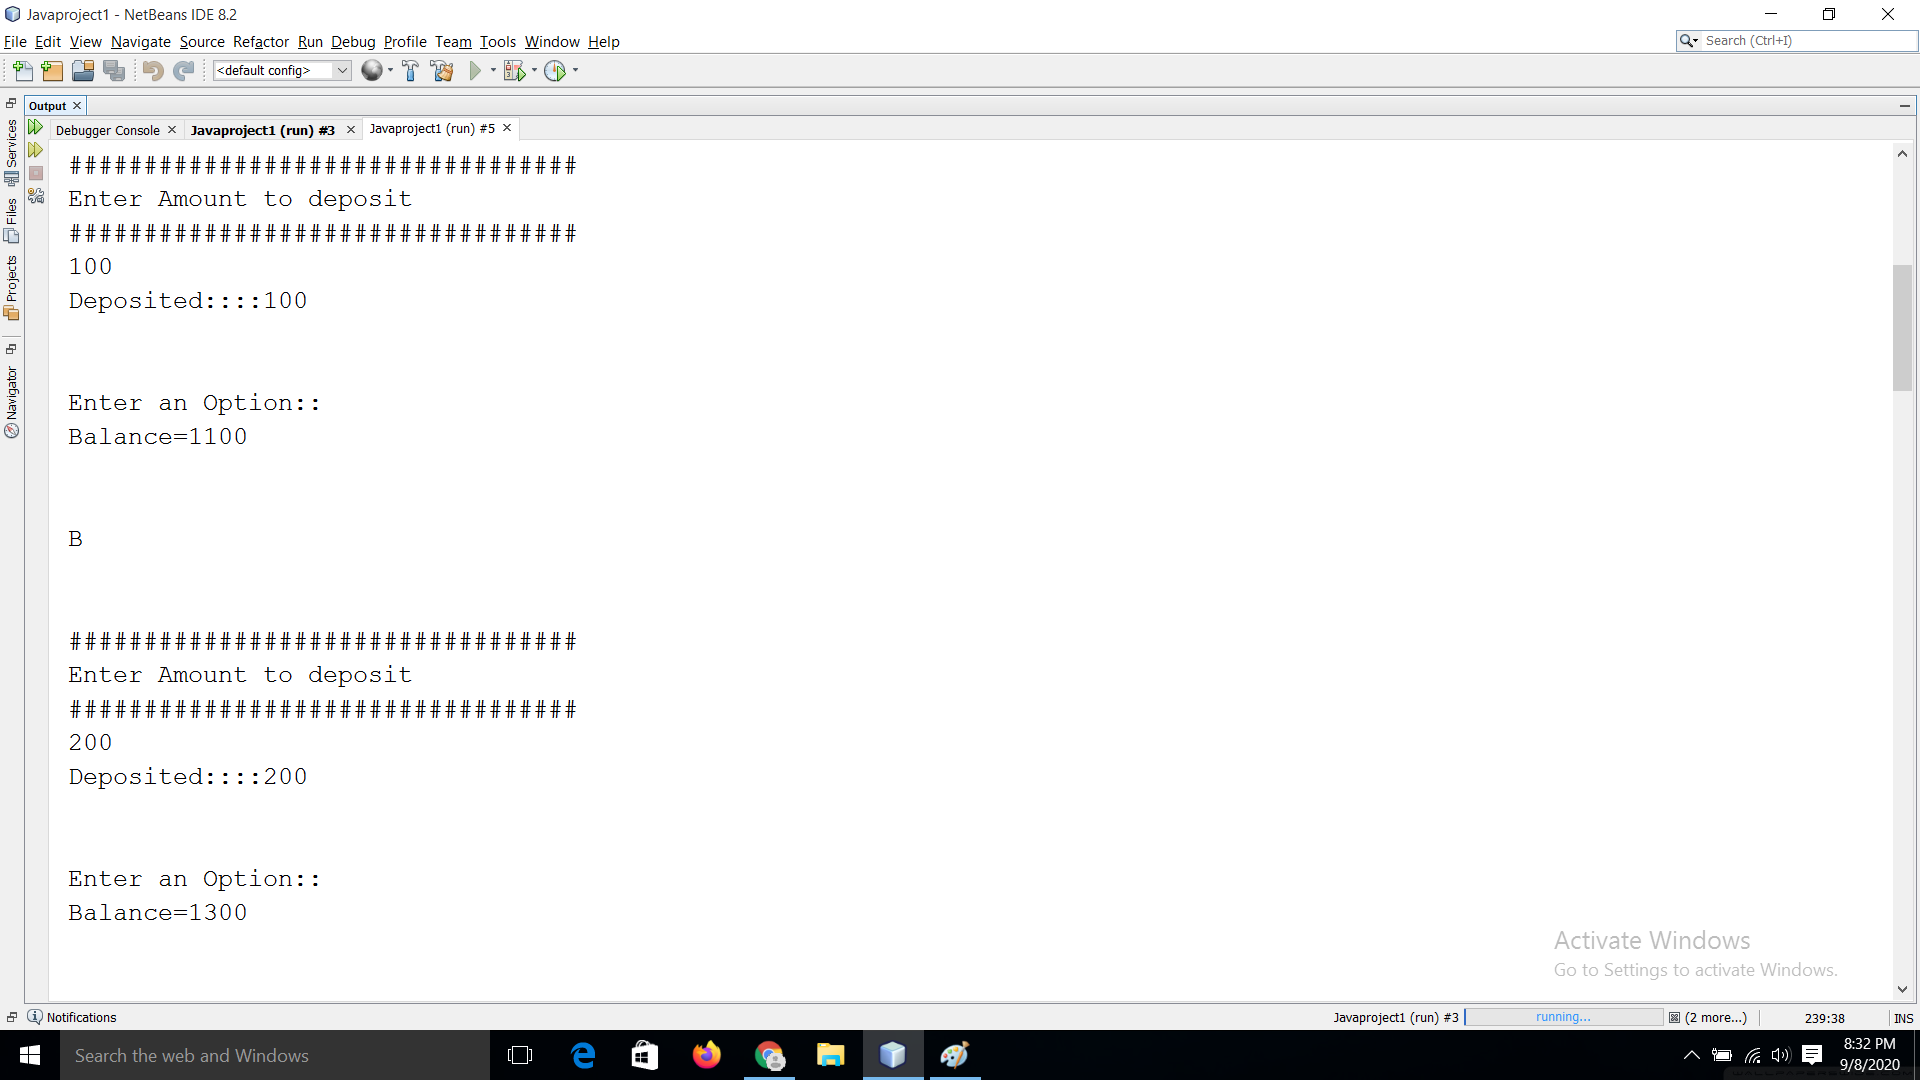 Javaproject1 - NetBeans IDE 8.2
File Edit View Navigate Source Refactor Run Debug Profile Team Tools Window Help
Search (Ctrl+I)
<default config>
Output
Debugger Console
Javaproject1 (run) #3
Javaproject1 (run) #5
Services
Files
Projects
Navigator
##################################
Enter Amount to deposit
##################################
100
Deposited::::100
Enter an Option::
Balance=1100
B
##################################
Enter Amount to deposit
##################################
200
Deposited::::200
Enter an Option::
Balance=1300
Activate Windows
Go to Settings to activate Windows.
Notifications
Javaproject1 (run) #3
running...
(2 more...)
239:38
INS
Search the web and Windows
8:32 PM
9/8/2020